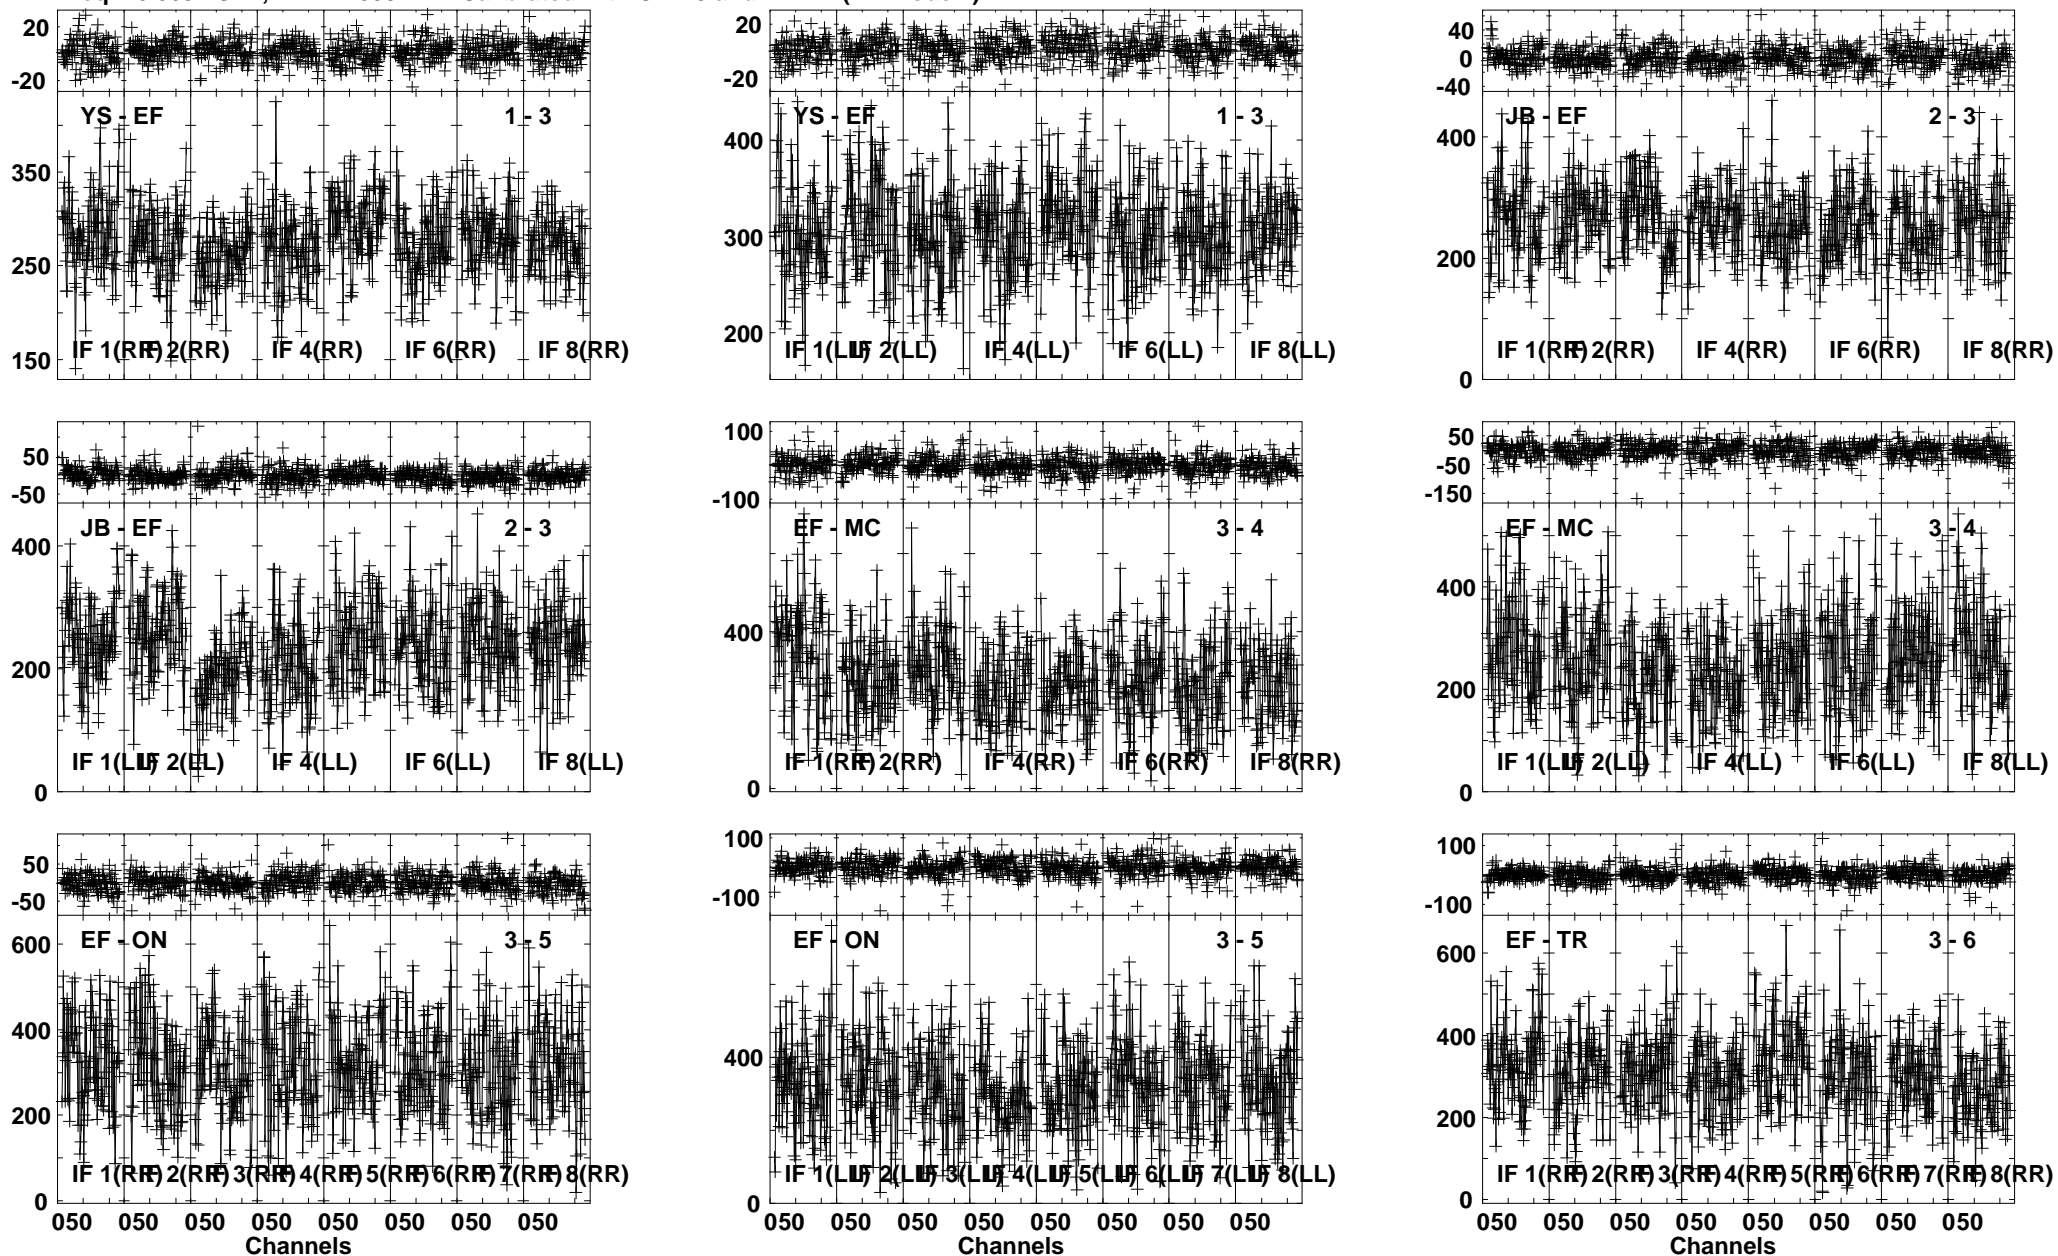 20
0
-20
YS - EF 1 - 3
350
250
150
IF 1(RR) IF 2(RR) IF 4(RR) IF 6(RR) IF 8(RR)
20
0
-20
YS - EF 1 - 3
400
300
200
IF 1(LL) IF 2(LL) IF 4(LL) IF 6(LL) IF 8(LL)
40
0
-40
JB - EF 2 - 3
400
200
0
IF 1(RR) IF 2(RR) IF 4(RR) IF 6(RR) IF 8(RR)
50
-50
JB - EF 2 - 3
400
200
0
IF 1(LL) IF 2(LL) IF 4(LL) IF 6(LL) IF 8(LL)
100
-100
EF - MC 3 - 4
400
0
IF 1(RR) IF 2(RR) IF 4(RR) IF 6(RR) IF 8(RR)
50
-50
-150
EF - MC 3 - 4
400
200
0
IF 1(LL) IF 2(LL) IF 4(LL) IF 6(LL) IF 8(LL)
50
-50
EF - ON 3 - 5
600
400
200
0
IF 1(RR) IF 2(RR) IF 3(RR) IF 4(RR) IF 5(RR) IF 6(RR) IF 7(RR) IF 8(RR)
050 050 050 050 050 050 050 050
Channels
100
0
-100
EF - ON 3 - 5
400
0
IF 1(LL) IF 2(LL) IF 3(LL) IF 4(LL) IF 5(LL) IF 6(LL) IF 7(LL) IF 8(LL)
050 050 050 050 050 050 050 050
Channels
100
0
-100
EF - TR 3 - 6
600
400
200
0
IF 1(RR) IF 2(RR) IF 3(RR) IF 4(RR) IF 5(RR) IF 6(RR) IF 7(RR) IF 8(RR)
050 050 050 050 050 050 050 050
Channels